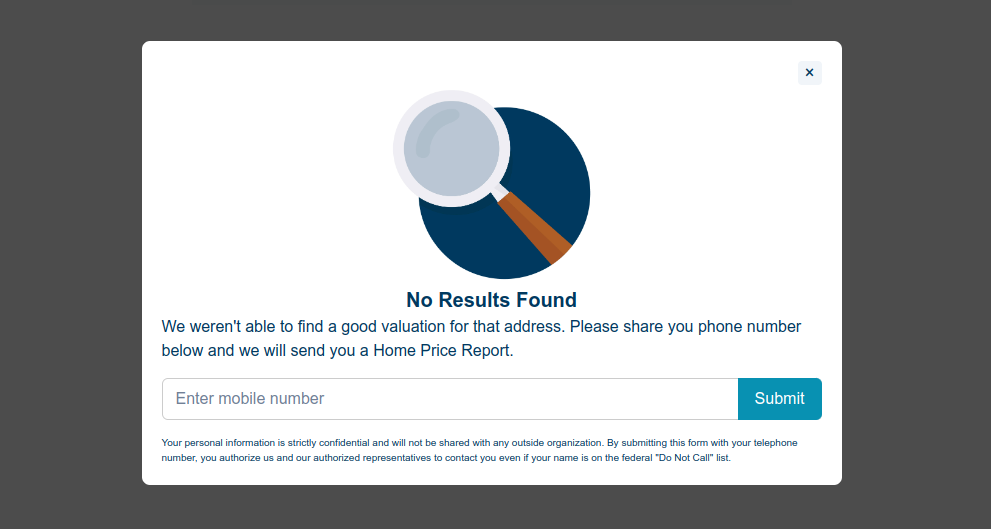 ×
No Results Found
We weren't able to find a good valuation for that address. Please share you phone number
below and we will send you a Home Price Report.
Enter mobile number
Submit
Your personal information is strictly confidential and will not be shared with any outside organization. By submitting this form with your telephone
number, you authorize us and our authorized representatives to contact you even if your name is on the federal "Do Not Call" list.